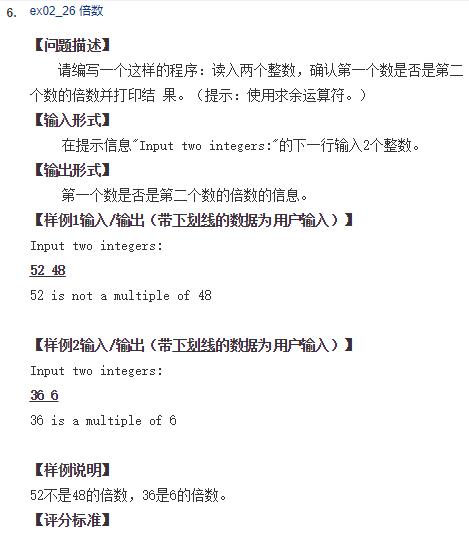 6. ex02_26 倍数
【问题描述】
请编写一个这样的程序：读入两个整数，确认第一个数是否是第二
个数的倍数并打印结 果。（提示：使用求余运算符。）
【输入形式】
在提示信息"Input two integers:"的下一行输入2个整数。
【输出形式】
第一个数是否是第二个数的倍数的信息。
【样例1输入/输出（带下划线的数据为用户输入）】
Input two integers:
52 48
52 is not a multiple of 48
【样例2输入/输出（带下划线的数据为用户输入）】
Input two integers:
36 6
36 is a multiple of 6
【样例说明】
52不是48的倍数，36是6的倍数。
【评分标准】